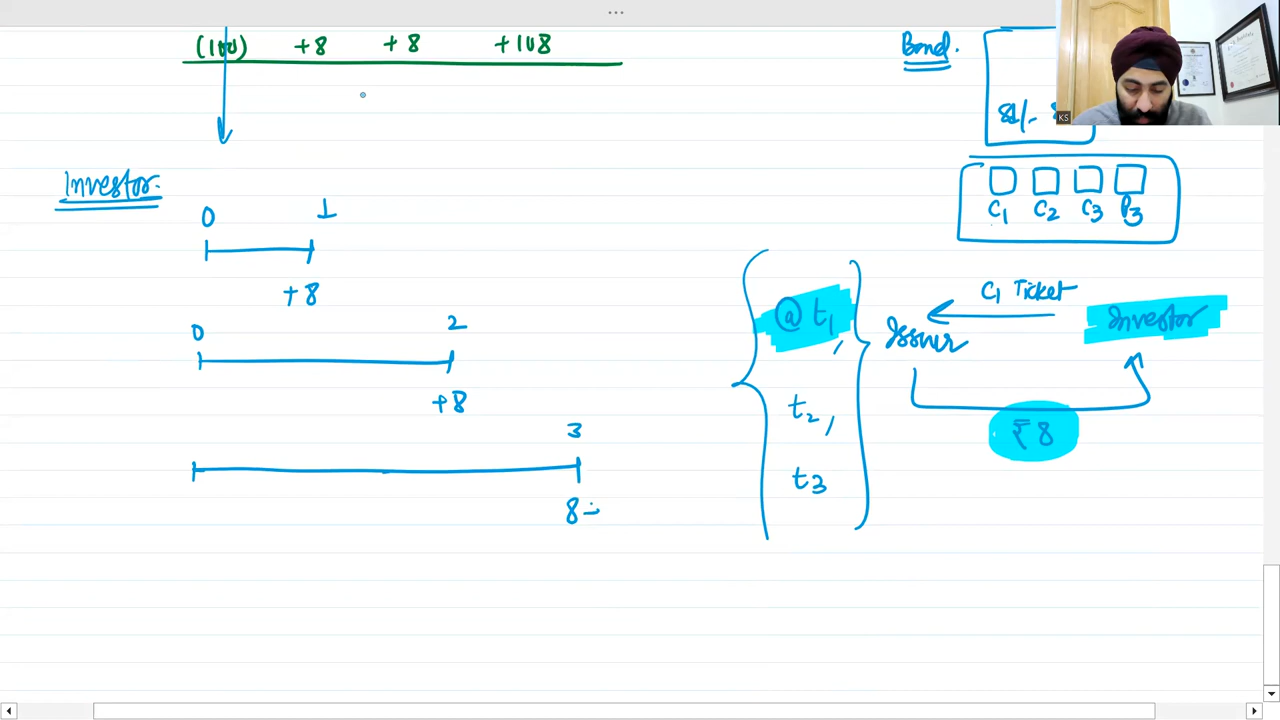 (100) +8 +8 +108
Bond.
Investor.
0 1
+8
0 2
+8
3
8
C1 C2 C3 P3
@ t1,
t2,
t3
C1 Ticket
Issuer
Investor
₹8
KS